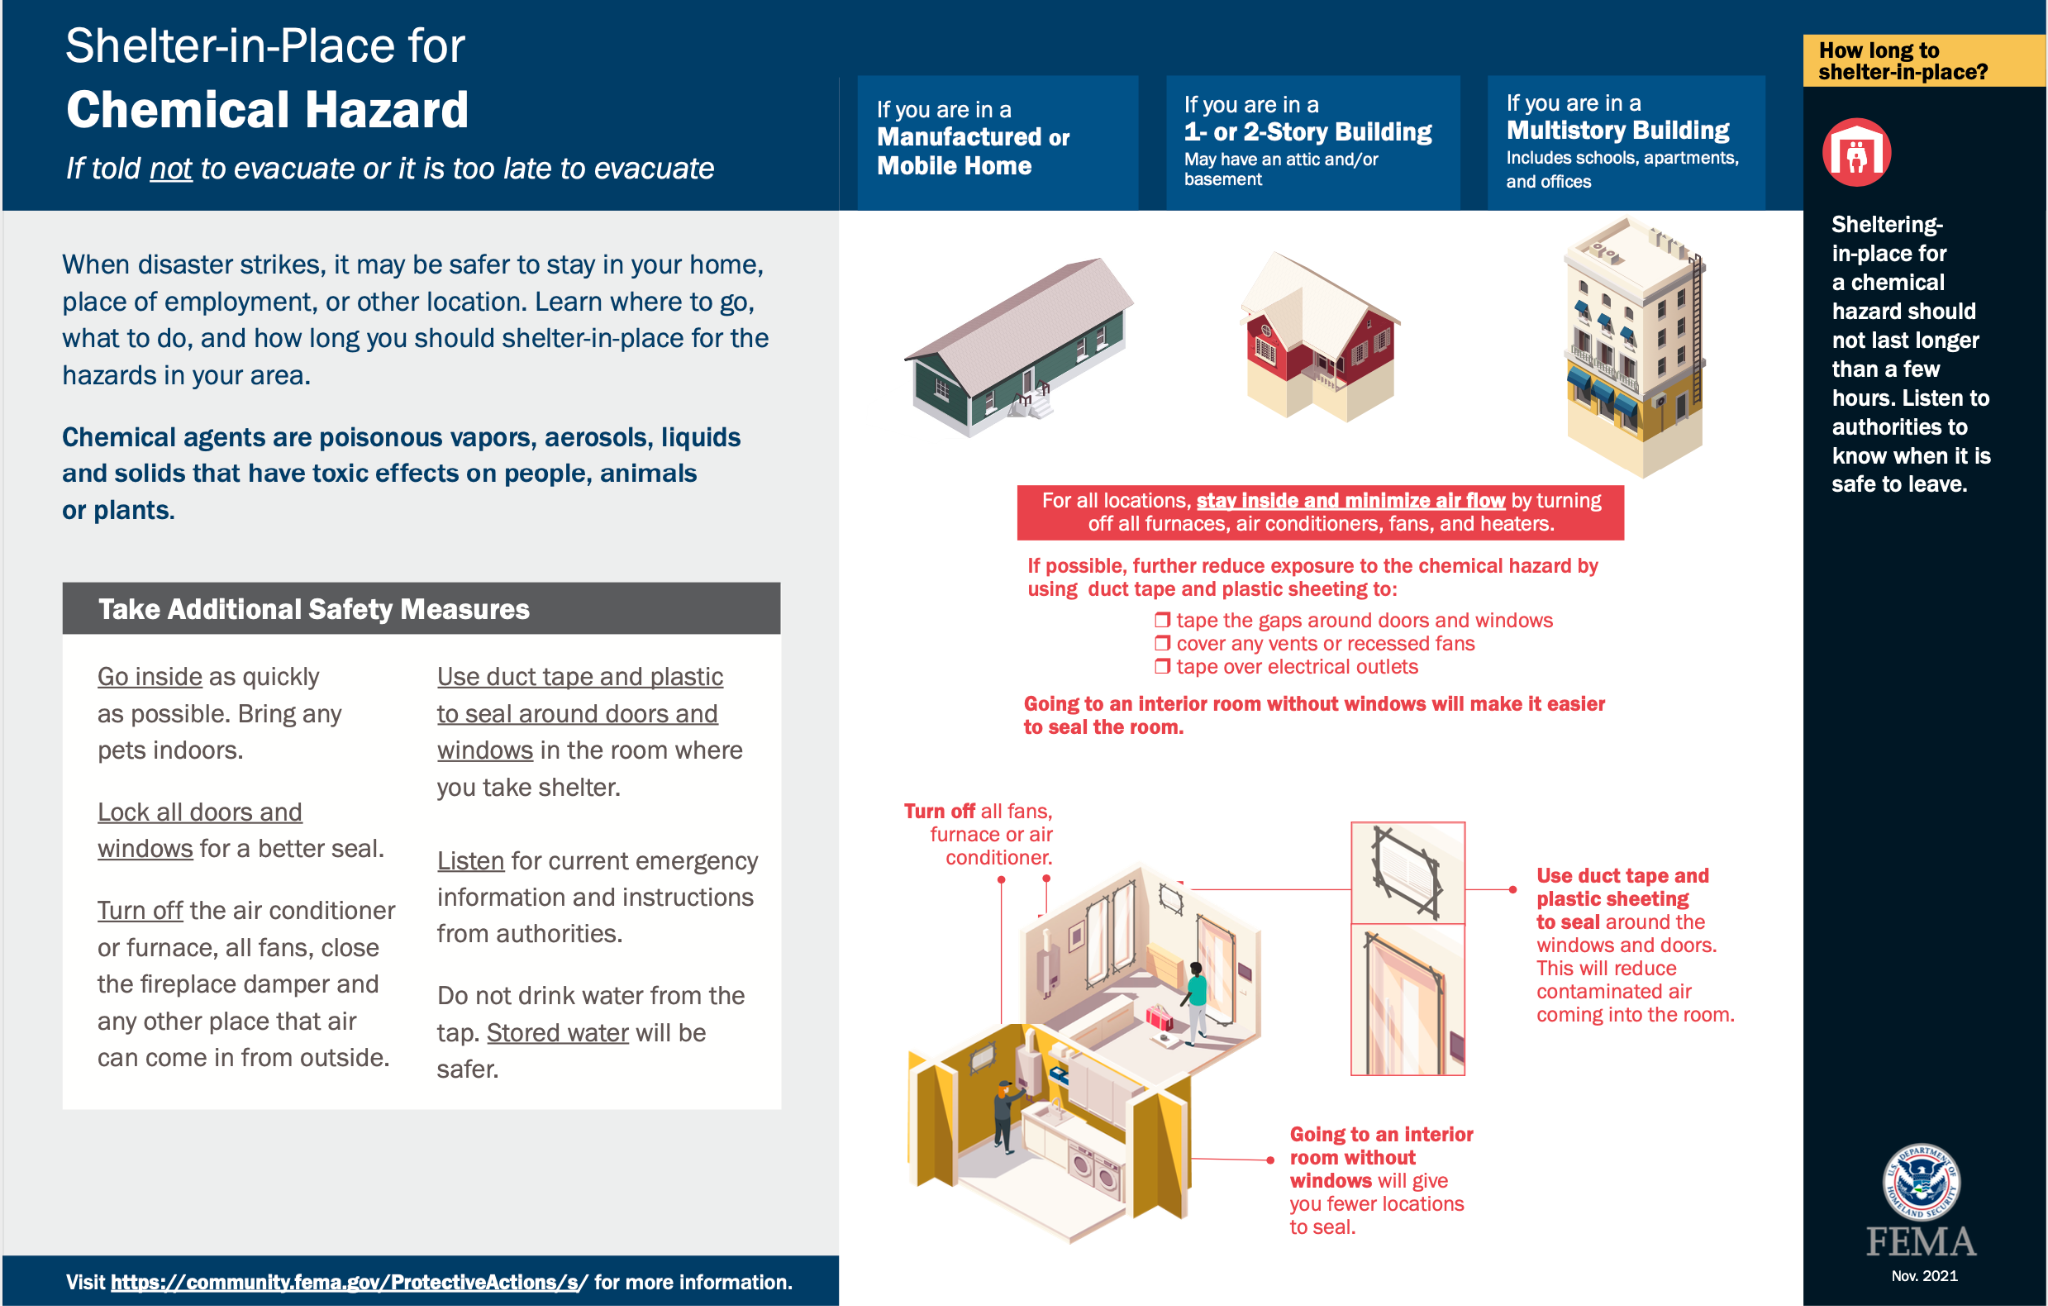 Shelter-in-Place for
Chemical Hazard
If told not to evacuate or it is too late to evacuate
When disaster strikes, it may be safer to stay in your home,
place of employment, or other location. Learn where to go,
what to do, and how long you should shelter-in-place for the
hazards in your area.
Chemical agents are poisonous vapors, aerosols, liquids
and solids that have toxic effects on people, animals
or plants.
Take Additional Safety Measures
Go inside as quickly
as possible. Bring any
pets indoors.
Lock all doors and
windows for a better seal.
Turn off the air conditioner
or furnace, all fans, close
the fireplace damper and
any other place that air
can come in from outside.
Use duct tape and plastic
to seal around doors and
windows in the room where
you take shelter.
Listen for current emergency
information and instructions
from authorities.
Do not drink water from the
tap. Stored water will be
safer.
Visit https://community.fema.gov/ProtectiveActions/s/ for more information.
If you are in a
Manufactured or
Mobile Home
If you are in a
1- or 2-Story Building
May have an attic and/or
basement
If you are in a
Multistory Building
Includes schools, apartments,
and offices
For all locations, stay inside and minimize air flow by turning
off all furnaces, air conditioners, fans, and heaters.
If possible, further reduce exposure to the chemical hazard by
using duct tape and plastic sheeting to:
❒ tape the gaps around doors and windows
❒ cover any vents or recessed fans
❒ tape over electrical outlets
Going to an interior room without windows will make it easier
to seal the room.
Turn off all fans,
furnace or air
conditioner.
Use duct tape and
plastic sheeting
to seal around the
windows and doors.
This will reduce
contaminated air
coming into the room.
Going to an interior
room without
windows will give
you fewer locations
to seal.
How long to
shelter-in-place?
Sheltering-
in-place for
a chemical
hazard should
not last longer
than a few
hours. Listen to
authorities to
know when it is
safe to leave.
U.S. DEPARTMENT OF
HOMELAND SECURITY
FEMA
Nov. 2021